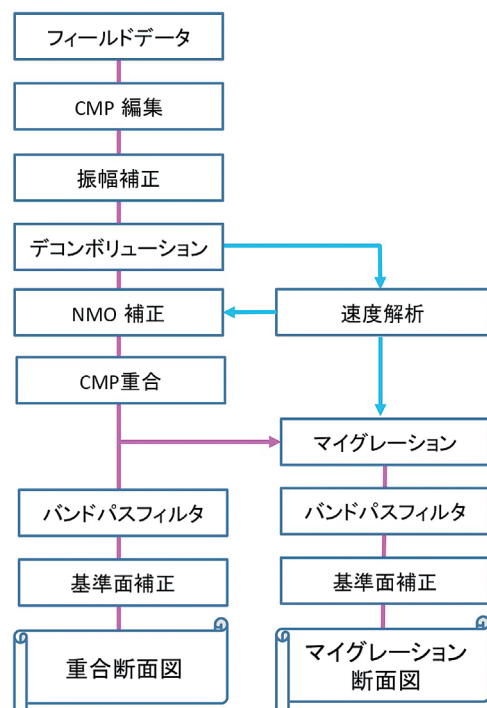 フィールドデータ
CMP 編集
振幅補正
デコンボリューション
NMO 補正
速度解析
CMP重合
マイグレーション
バンドパスフィルタ
バンドパスフィルタ
基準面補正
基準面補正
重合断面図
マイグレーション
断面図